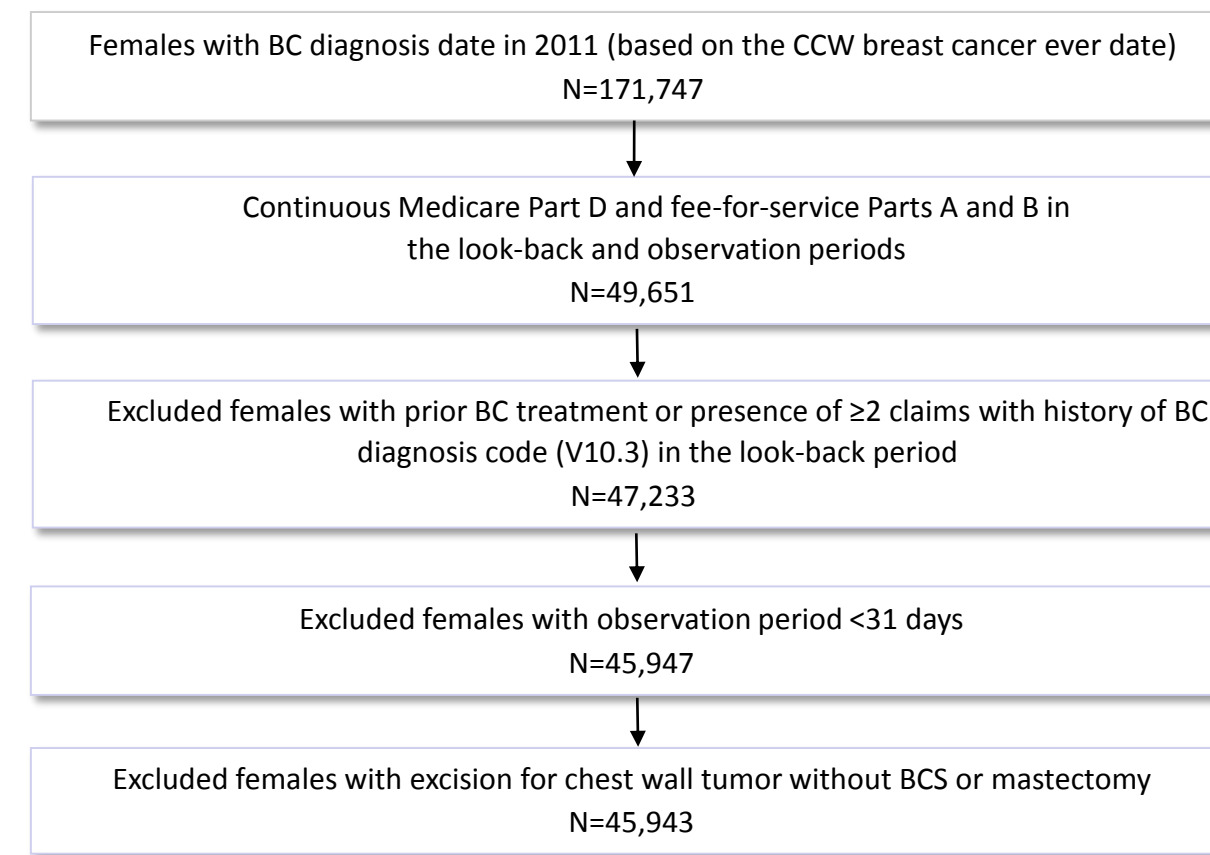 Females with BC diagnosis date in 2011 (based on the CCW breast cancer ever date)
N=171,747
Continuous Medicare Part D and fee-for-service Parts A and B in
the look-back and observation periods
N=49,651
Excluded females with prior BC treatment or presence of ≥2 claims with history of BC
diagnosis code (V10.3) in the look-back period
N=47,233
Excluded females with observation period <31 days
N=45,947
Excluded females with excision for chest wall tumor without BCS or mastectomy
N=45,943